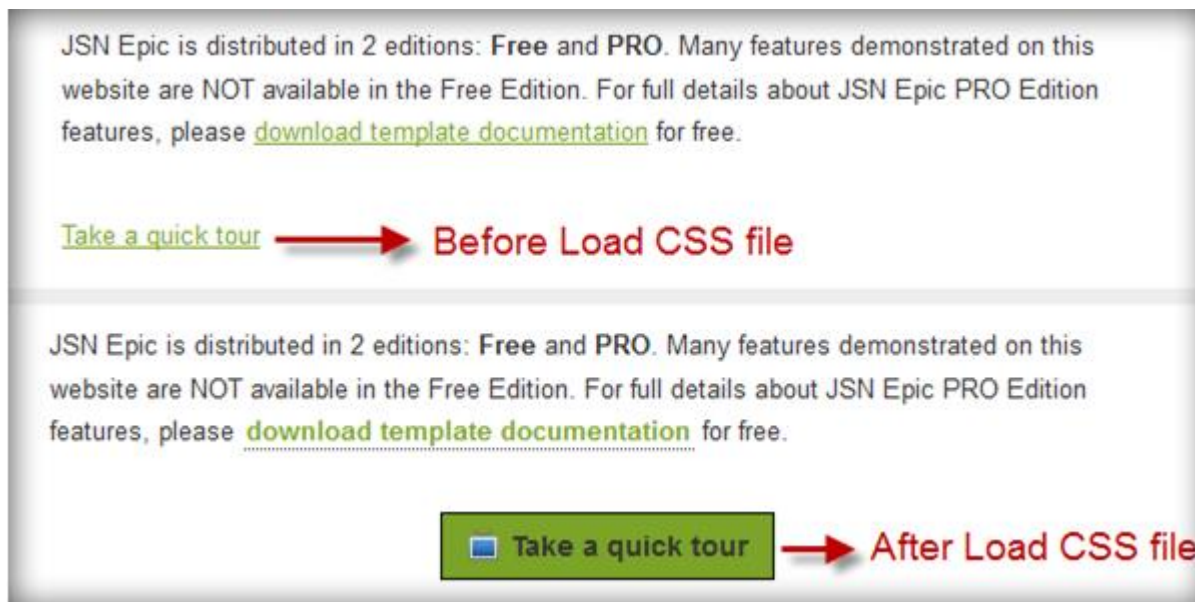 JSN Epic is distributed in 2 editions: Free and PRO. Many features demonstrated on this
website are NOT available in the Free Edition. For full details about JSN Epic PRO Edition
features, please download template documentation for free.
Take a quick tour Before Load CSS file
JSN Epic is distributed in 2 editions: Free and PRO. Many features demonstrated on this
website are NOT available in the Free Edition. For full details about JSN Epic PRO Edition
features, please download template documentation for free.
Take a quick tour After Load CSS file